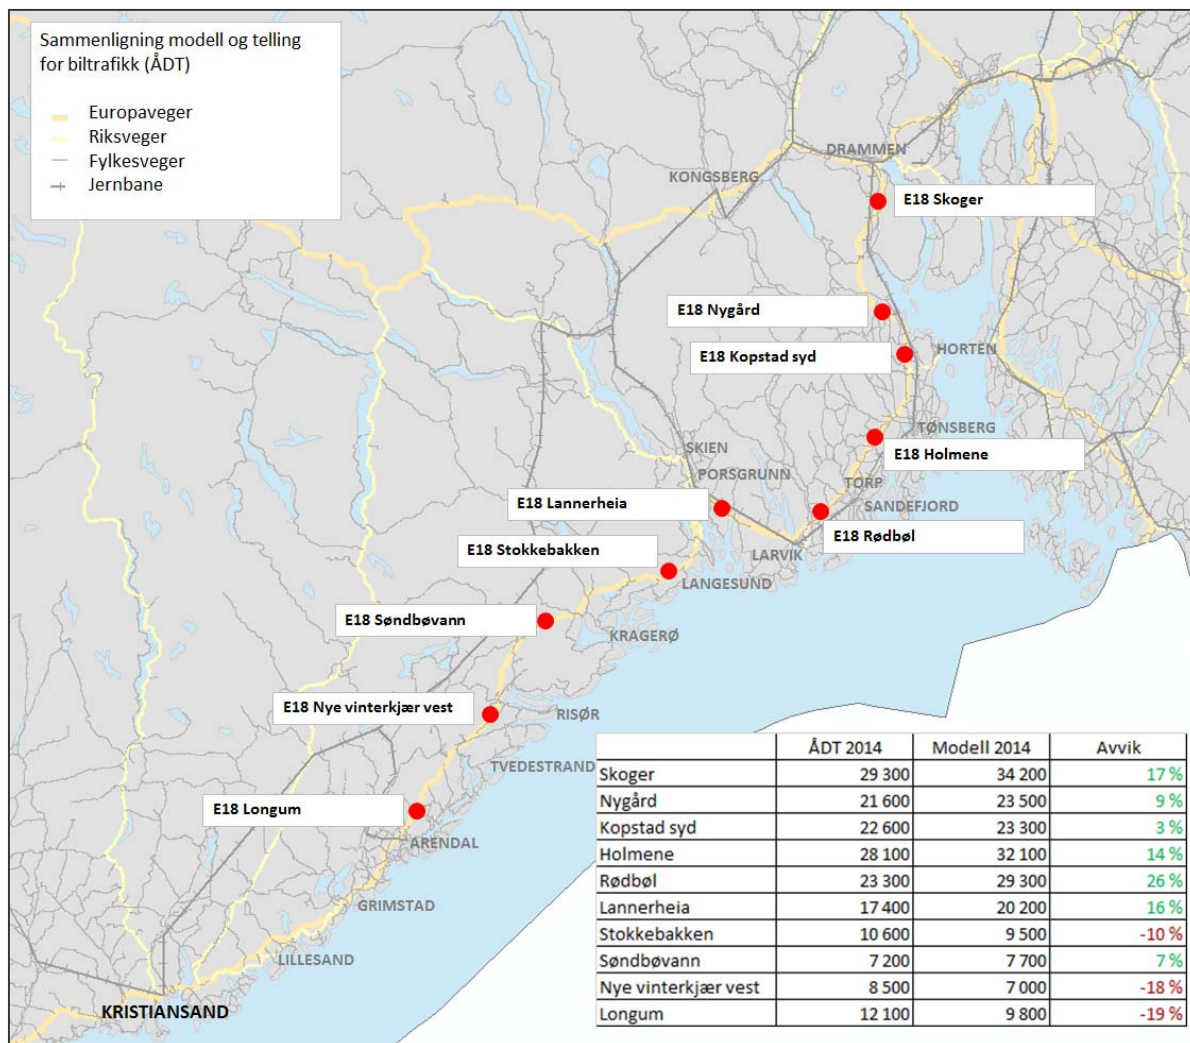 Sammenligning modell og telling
for biltrafikk (ÅDT)
Europaveger
Riksveger
Fylkesveger
Jernbane
DRAMMEN
KONGSBERG
E18 Skoger
E18 Nygård
E18 Kopstad syd
HORTEN
TØNSBERG
E18 Holmene
SKIEN
PORSGRUNN
TORP
SANDEFJORD
E18 Lannerheia
E18 Rødbøl
LARVIK
E18 Stokkebakken
LANGESUND
E18 Søndbøvann
KRAGERØ
E18 Nye vinterkjær vest
RISØR
TVEDESTRAND
E18 Longum
ARENDAL
GRIMSTAD
LILLESAND
KRISTIANSAND
ÅDT 2014 Modell 2014 Avvik
Skoger 29 300 34 200 17 %
Nygård 21 600 23 500 9 %
Kopstad syd 22 600 23 300 3 %
Holmene 28 100 32 100 14 %
Rødbøl 23 300 29 300 26 %
Lannerheia 17 400 20 200 16 %
Stokkebakken 10 600 9 500 -10 %
Søndbøvann 7 200 7 700 7 %
Nye vinterkjær vest 8 500 7 000 -18 %
Longum 12 100 9 800 -19 %